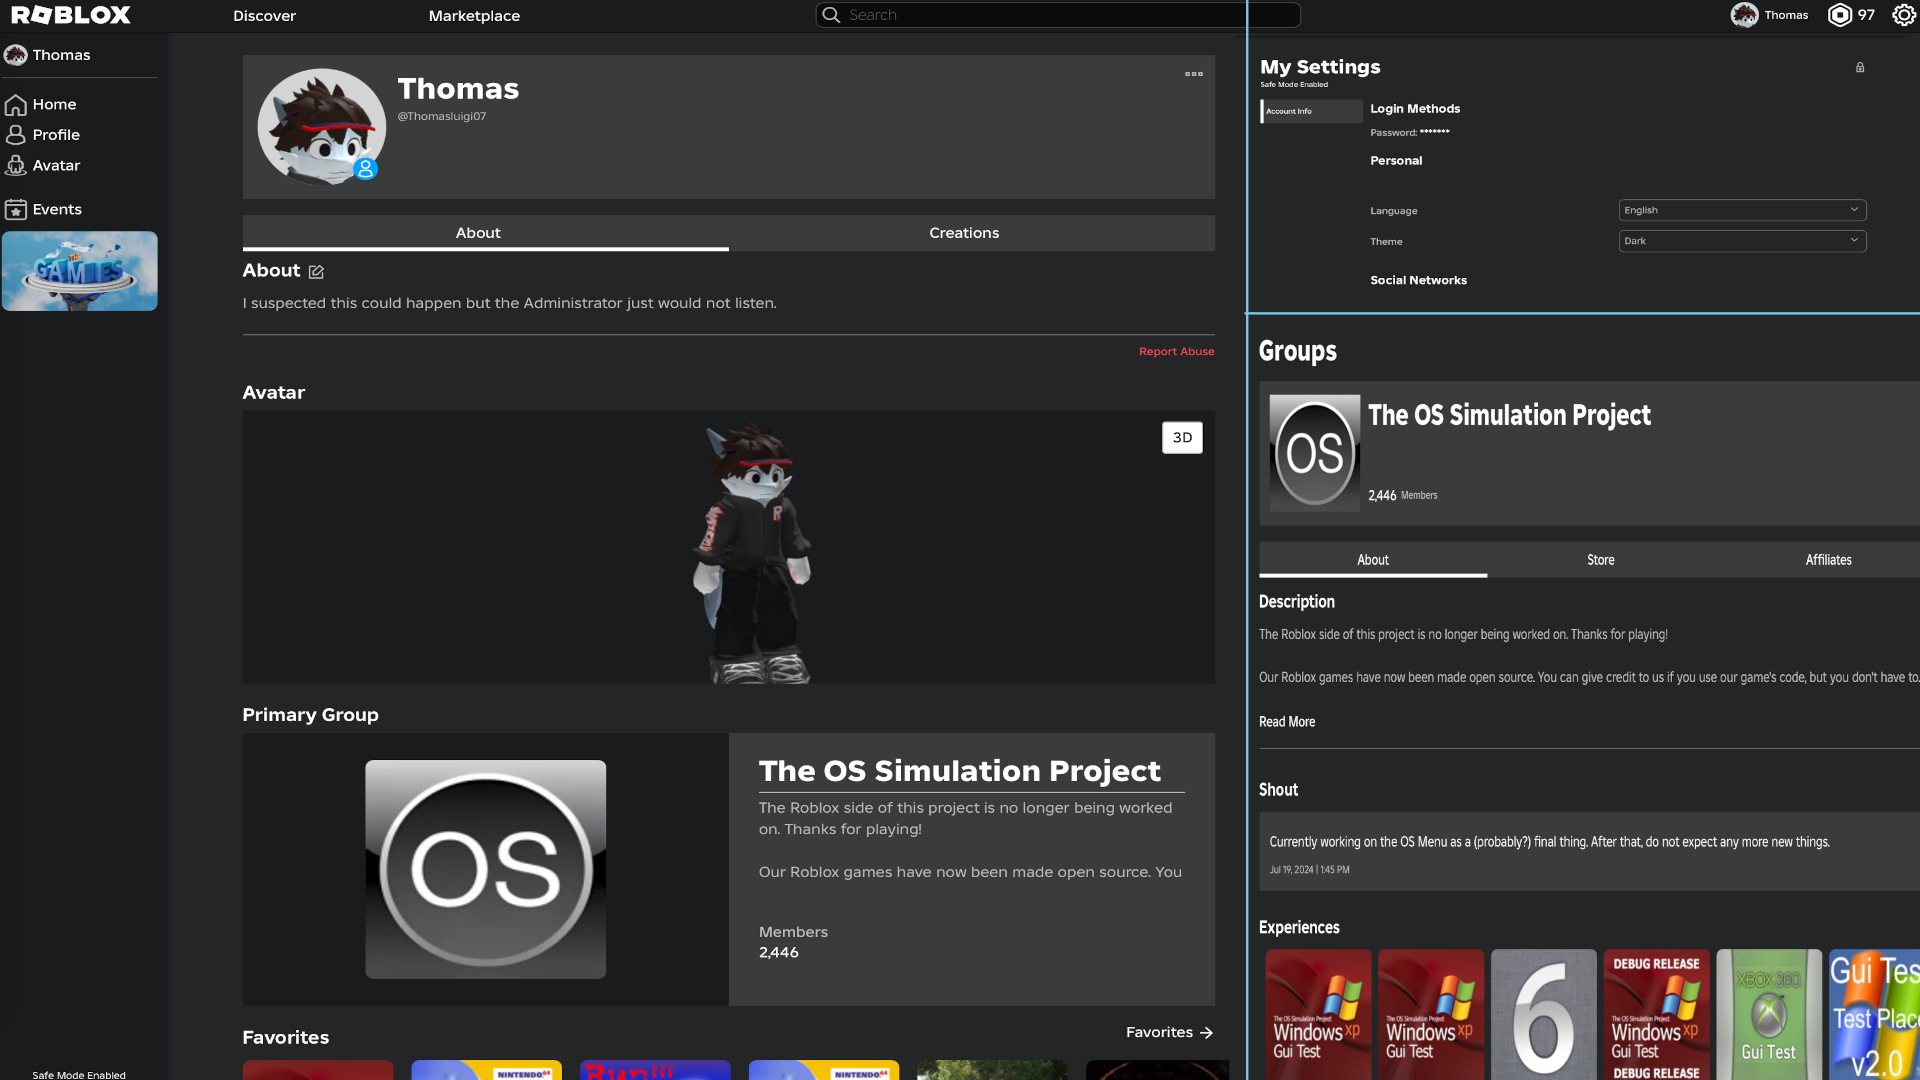 ROBLOX
Discover
Marketplace
Search
Thomas
97
Thomas
Home
Profile
Avatar
Events
THE
GAMES
Safe Mode Enabled
Thomas
@Thomasluigi07
About
Creations
About
I suspected this could happen but the Administrator just would not listen.
Report Abuse
Avatar
3D
R
Primary Group
OS
The OS Simulation Project
The Roblox side of this project is no longer being worked
on. Thanks for playing!
Our Roblox games have now been made open source. You
Members
2,446
Favorites
Favorites
NINTENDO64
Run!!!
NINTENDO64
My Settings
Safe Mode Enabled
Account Info
Login Methods
Password: *******
Personal
Language
English
Theme
Dark
Social Networks
Groups
OS
The OS Simulation Project
2,446 Members
About
Store
Affiliates
Description
The Roblox side of this project is no longer being worked on. Thanks for playing!
Our Roblox games have now been made open source. You can give credit to us if you use our game's code, but you don't have to.
Read More
Shout
Currently working on the OS Menu as a (probably?) final thing. After that, do not expect any more new things.
Jul 19, 2024 | 1:45 PM
Experiences
The OS Simulation Project:
Windows xp
Gui Test
The OS Simulation Project:
Windows xp
Gui Test
6
DEBUG RELEASE
The OS Simulation Project:
Windows xp
Gui Test
DEBUG RELEASE
XBOX 360
Gui Test
Gui Tes
Test Place
v2.0